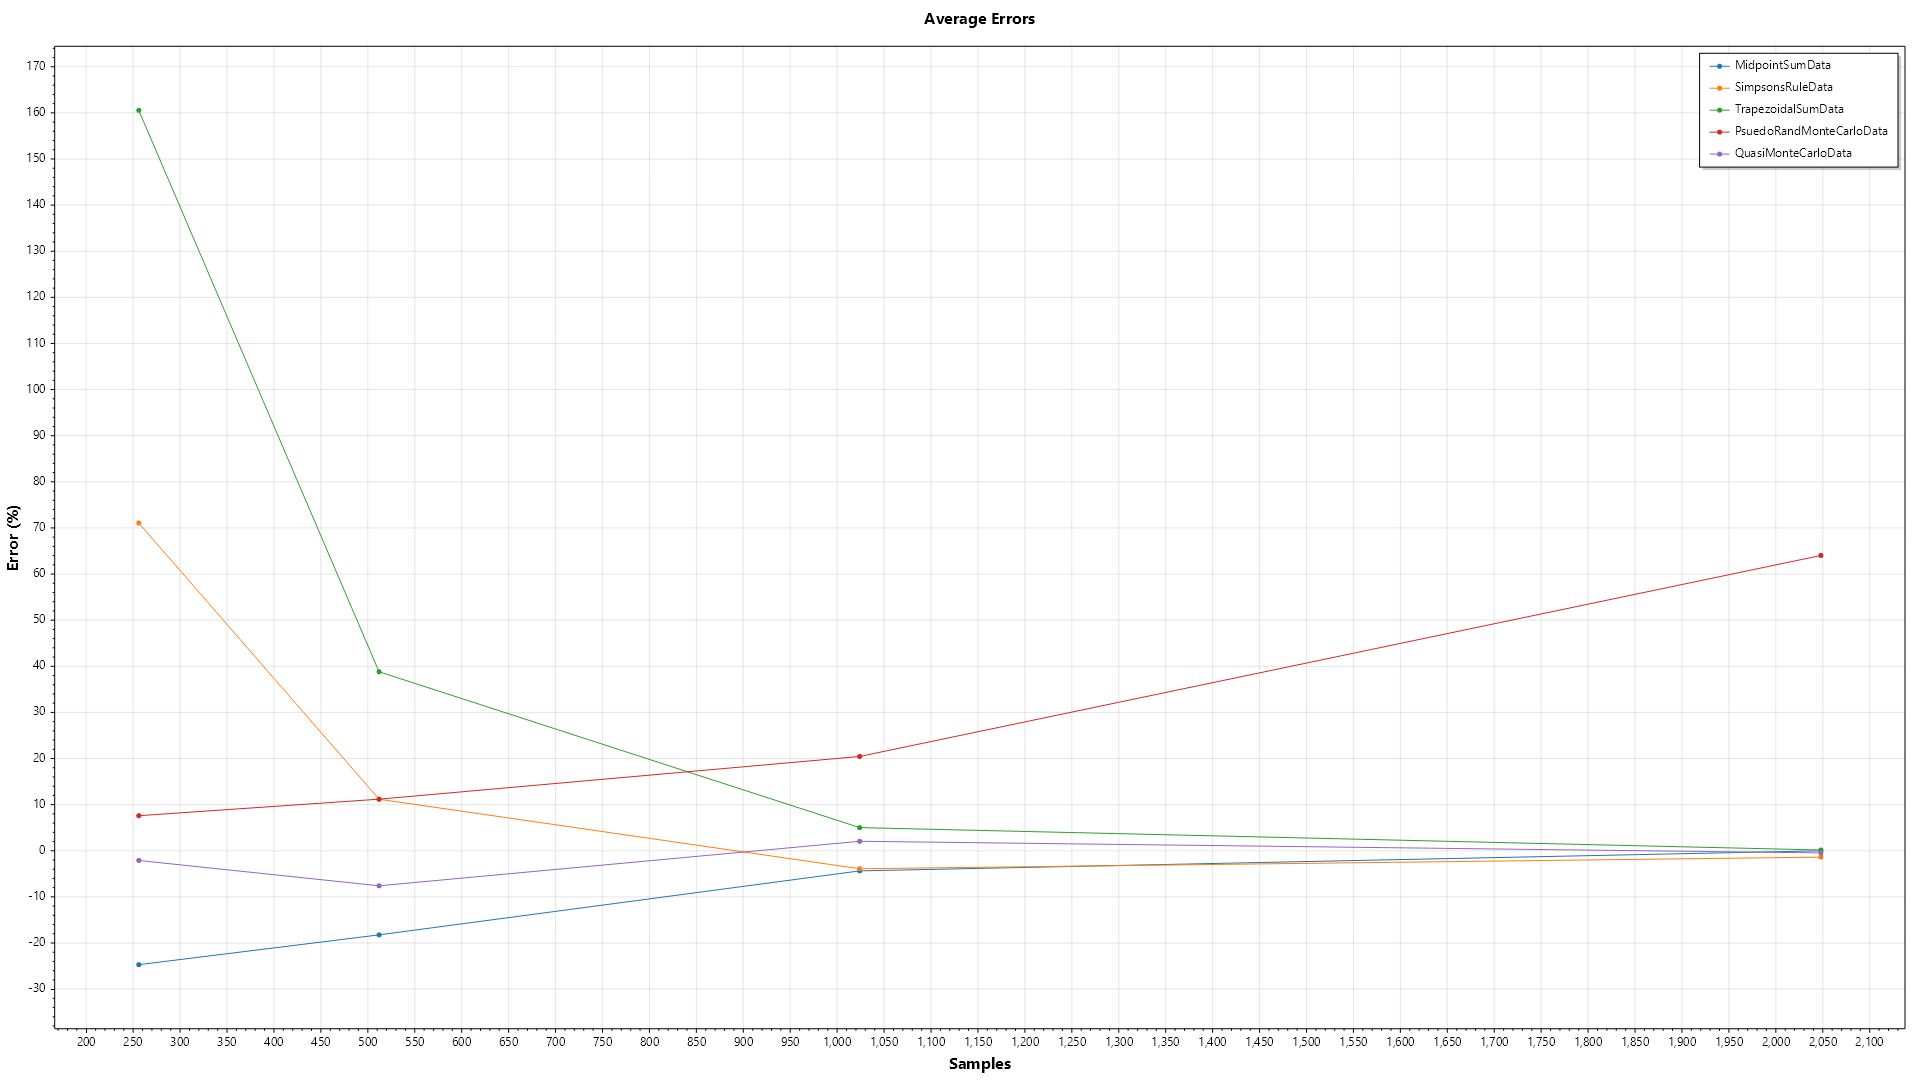 Average Errors
170
160
150
140
130
120
110
100
90
80
70
60
50
40
30
20
10
0
-10
-20
-30
Error (%)
MidpointSumData
SimpsonsRuleData
TrapezoidalSumData
PsuedoRandMonteCarloData
QuasiMonteCarloData
200 250 300 350 400 450 500 550 600 650 700 750 800 850 900 950 1,000 1,050 1,100 1,150 1,200 1,250 1,300 1,350 1,400 1,450 1,500 1,550 1,600 1,650 1,700 1,750 1,800 1,850 1,900 1,950 2,000 2,050 2,100
Samples